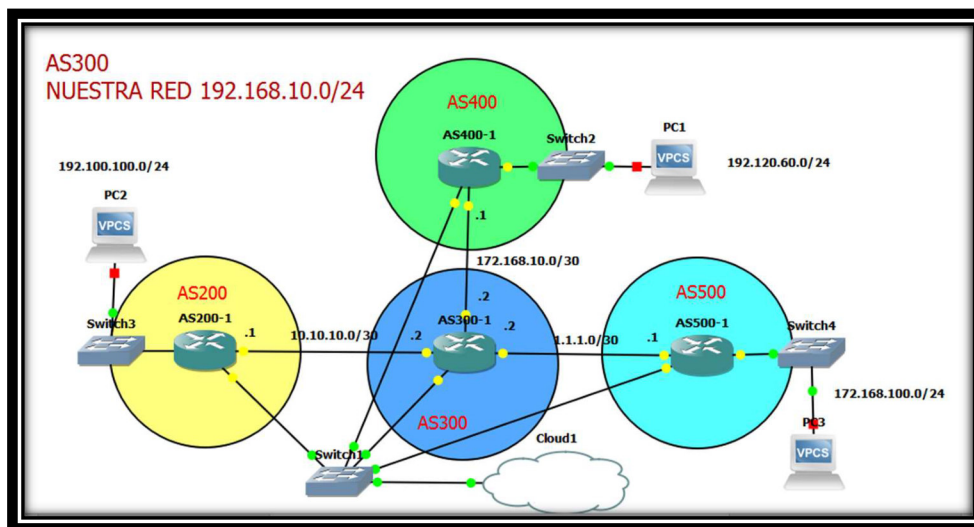 AS300
NUESTRA RED 192.168.10.0/24
AS400
AS400-1
Switch2
PC1
VPCS
192.120.60.0/24
192.100.100.0/24
PC2
VPCS
.1
172.168.10.0/30
AS200
AS500
.2
Switch3
AS200-1
.1
10.10.10.0/30
.2
AS300-1
.2
1.1.1.0/30
.1
AS500-1
Switch4
172.168.100.0/24
AS300
PC3
VPCS
Switch1
Cloud1